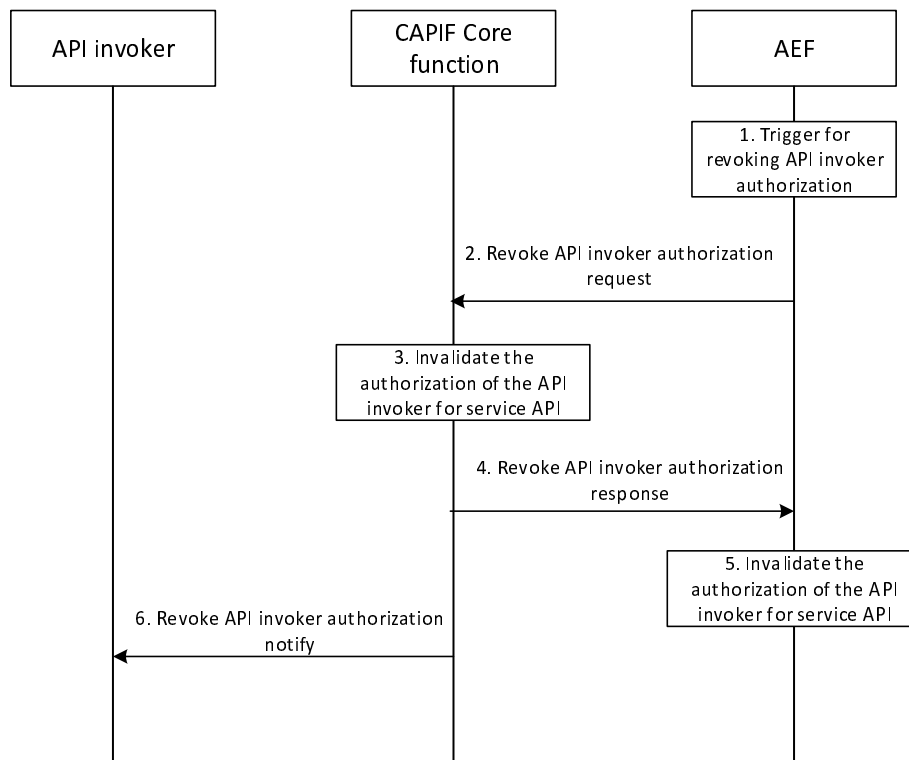 API invoker
CAPIF Core
function
AEF
1. Trigger for
revoking API invoker
authorization
2. Revoke API invoker authorization
request
3. Invalidate the
authorization of the API
invoker for service API
4. Revoke API invoker authorization
response
5. Invalidate the
authorization of the API
invoker for service API
6. Revoke API invoker authorization
notify